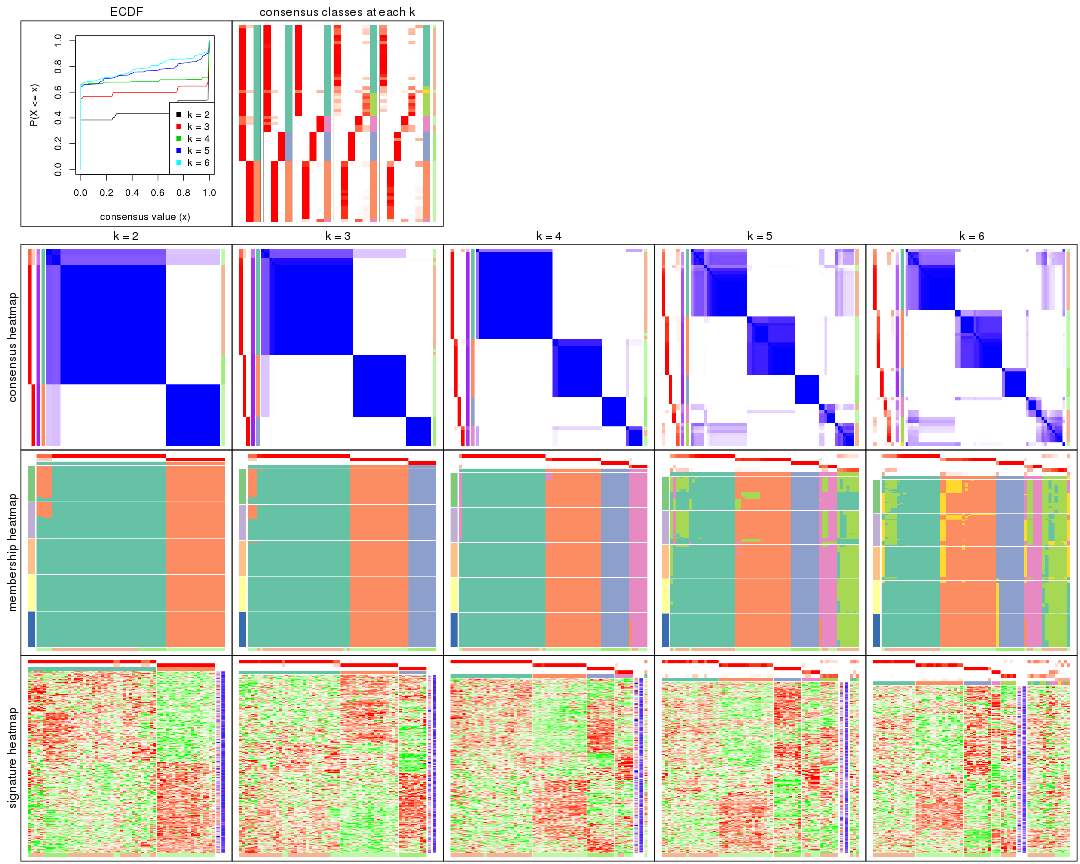 ECDF
consensus classes at each k
P(X <= x)
1.0
0.8
0.6
0.4
0.2
0.0
k = 2
k = 3
k = 4
k = 5
k = 6
0.0 0.2 0.4 0.6 0.8 1.0
consensus value (x)
k = 2 k = 3 k = 4 k = 5 k = 6
consensus heatmap
membership heatmap
signature heatmap